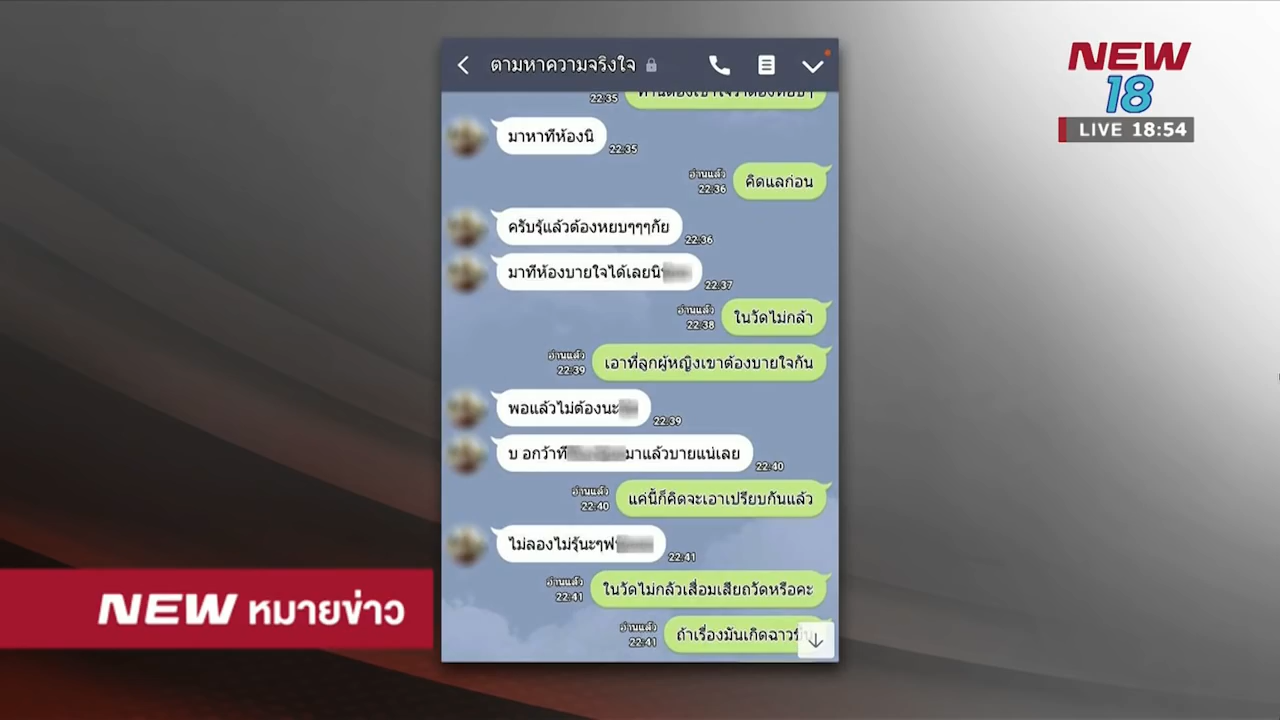 NEW
18
LIVE 18:54
ตามหาความจริงใจ
22:35
มาหาทีห้องนิ
22:35
อ่านแล้ว
22:36
คิดแลก่อน
ครับรุ้แล้วต้องหยบๆๆๆกัย
22:36
มาทีห้องบายใจได้เลยนิ
22:37
อ่านแล้ว
22:38
ในวัดไม่กล้า
อ่านแล้ว
22:39
เอาที่ลูกผู้หญิงเขาต้องบายใจกัน
พอแล้วไม่ต้องนะ
22:39
บ อกว้าที มาแล้วบายแน่เลย
22:40
อ่านแล้ว
22:40
แค่นี้ก็คิดจะเอาเปรียบกันแล้ว
ไม่ลองไม่รุ้นะๆ
22:41
อ่านแล้ว
22:41
ในวัดไม่กลัวเสื่อมเสียถวัดหรือคะ
อ่านแล้ว
22:41
ถ้าเรื่องมันเกิดฉาว
NEW หมายข่าว